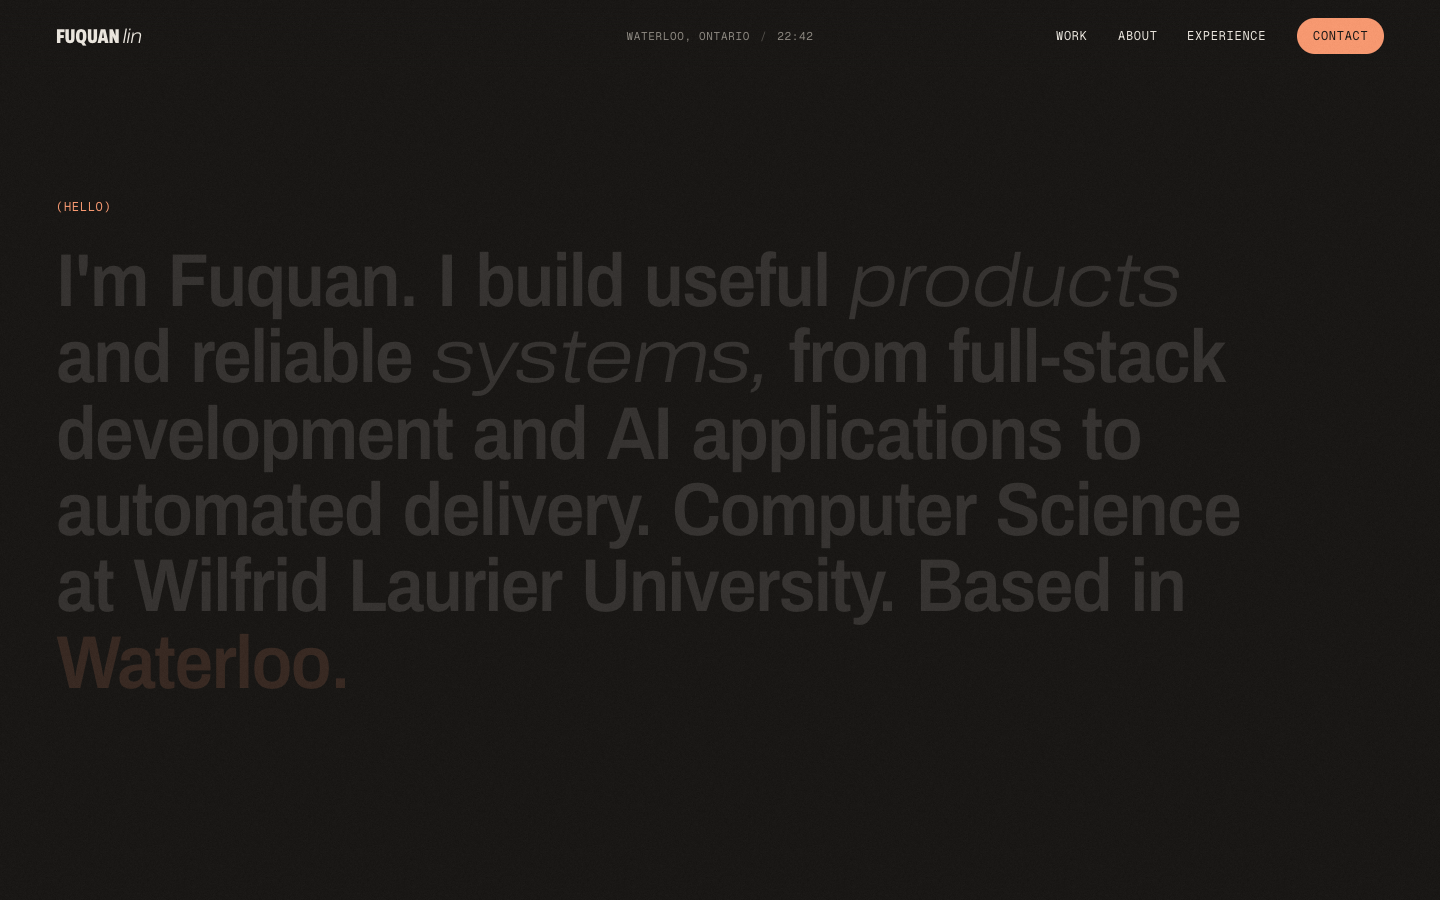 FUQUAN lin
WATERLOO, ONTARIO / 22:42
WORK ABOUT EXPERIENCE CONTACT
(HELLO)
I'm Fuquan. I build useful products
and reliable systems, from full-stack
development and AI applications to
automated delivery. Computer Science
at Wilfrid Laurier University. Based in
Waterloo.